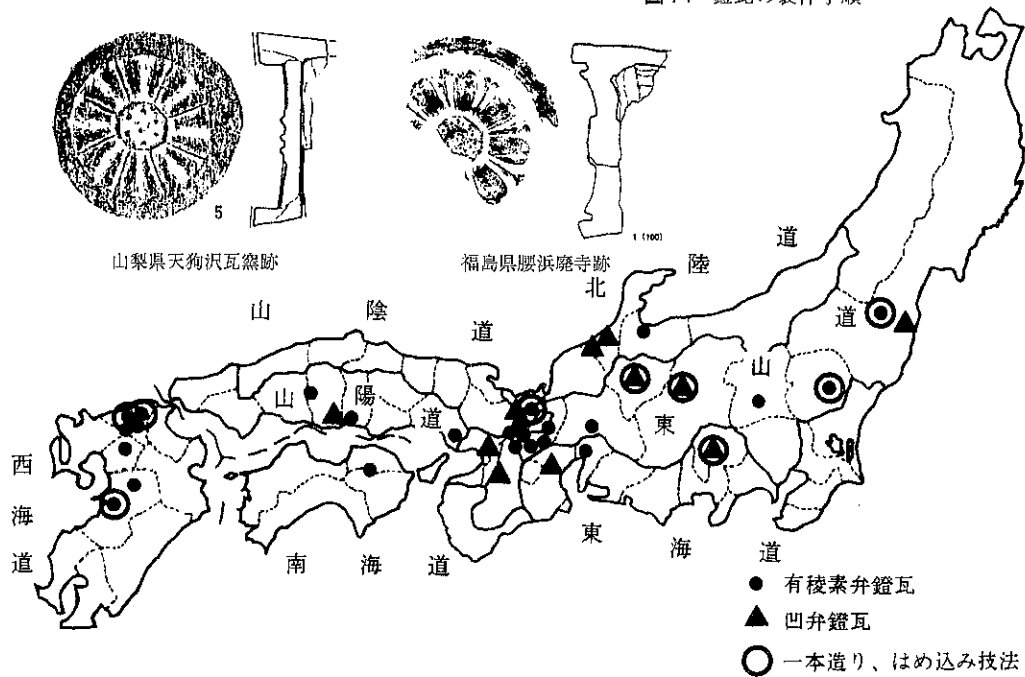 5
1 (100)
山梨県天狗沢瓦窯跡
福島県腰浜廃寺跡
北陸道
山陰道
山陽道
東山道
西海道
南海道
東海道
● 有稜素弁鐙瓦
▲ 凹弁鐙瓦
◯ 一本造り、はめ込み技法